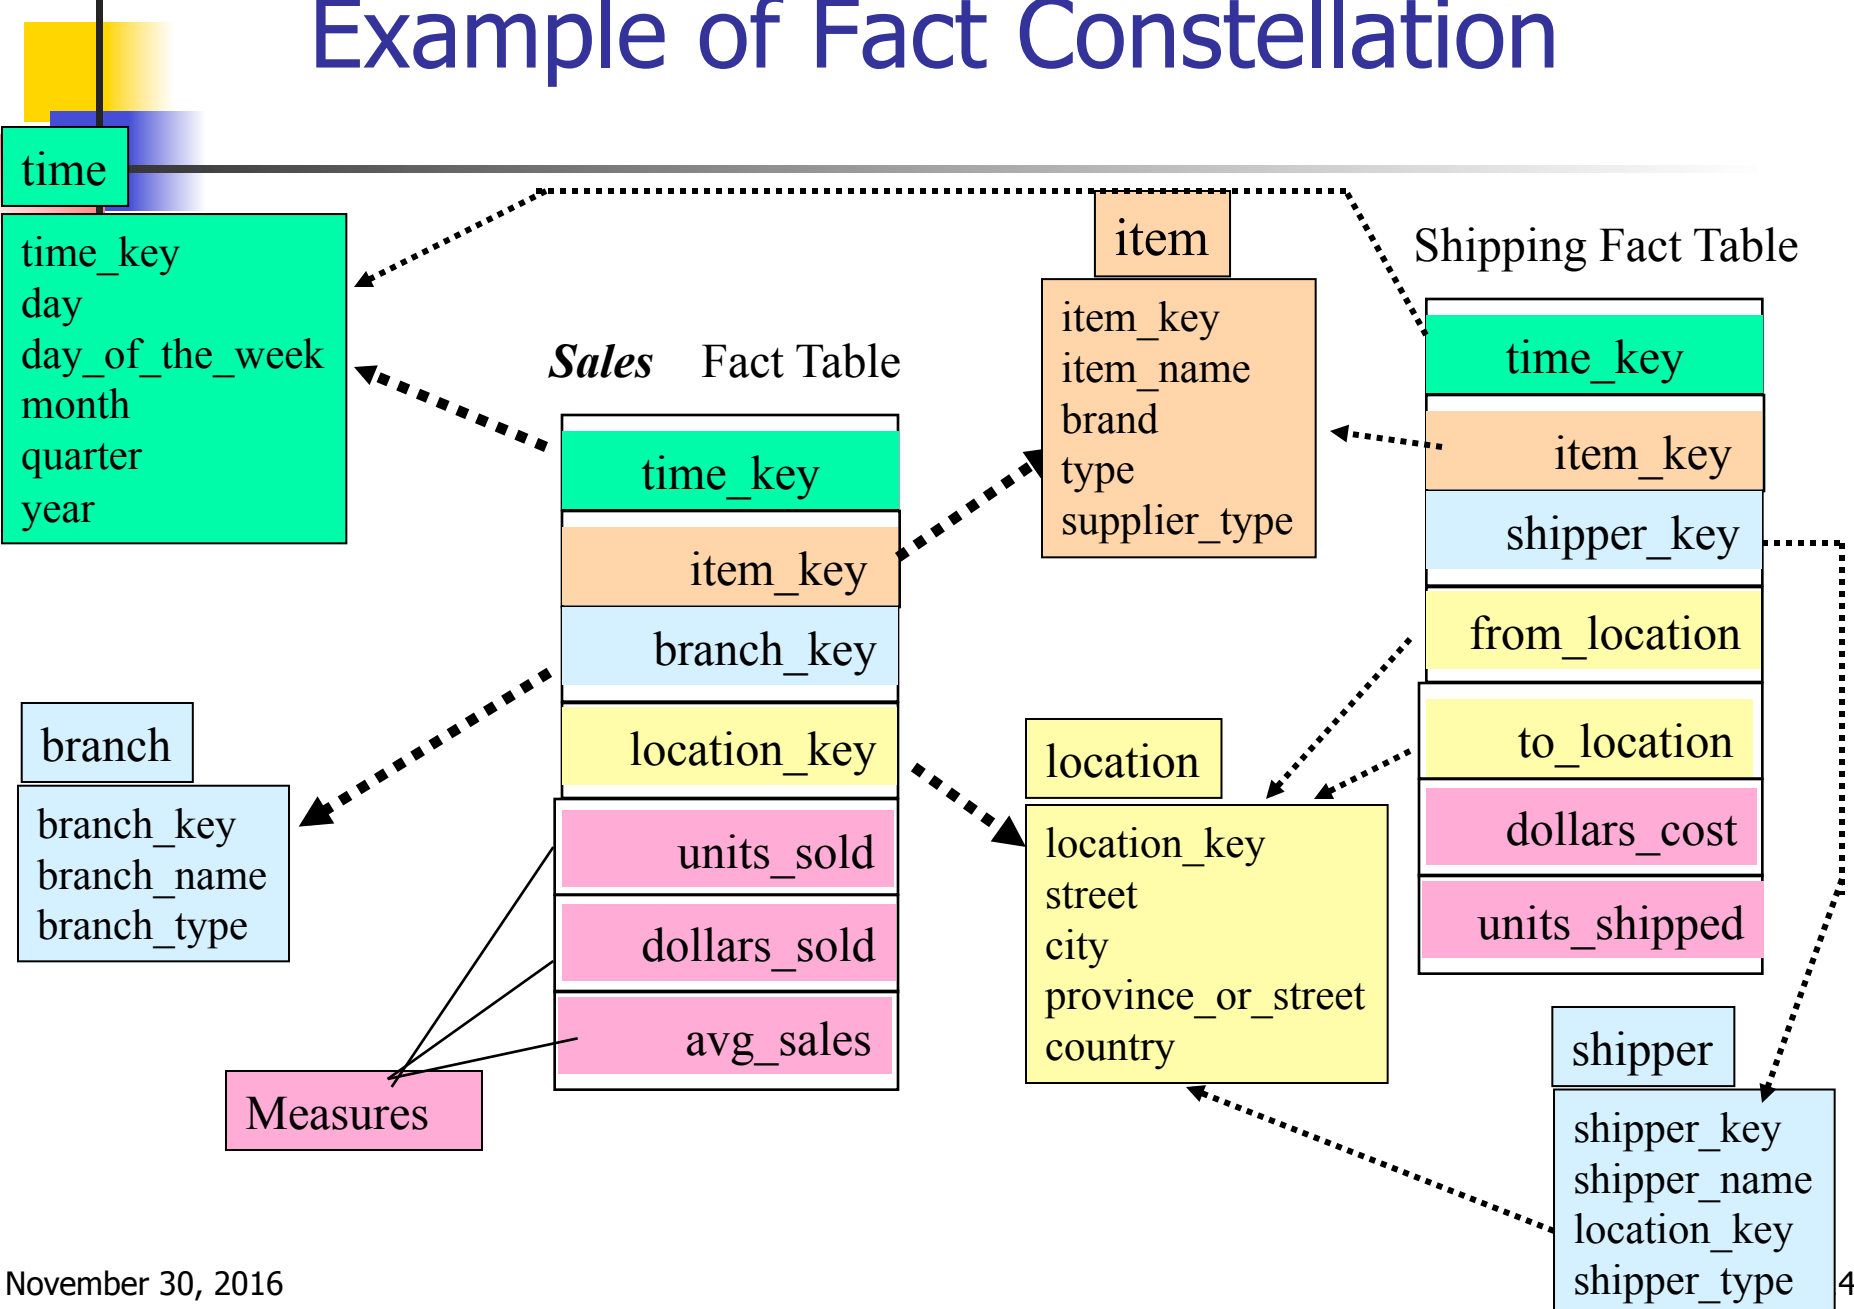 Example of Fact Constellation
time
time_key
day
day_of_the_week
month
quarter
year
Sales Fact Table
time_key
item_key
branch_key
location_key
units_sold
dollars_sold
avg_sales
Measures
branch
branch_key
branch_name
branch_type
item
item_key
item_name
brand
type
supplier_type
location
location_key
street
city
province_or_street
country
Shipping Fact Table
time_key
item_key
shipper_key
from_location
to_location
dollars_cost
units_shipped
shipper
shipper_key
shipper_name
location_key
shipper_type
November 30, 2016
4